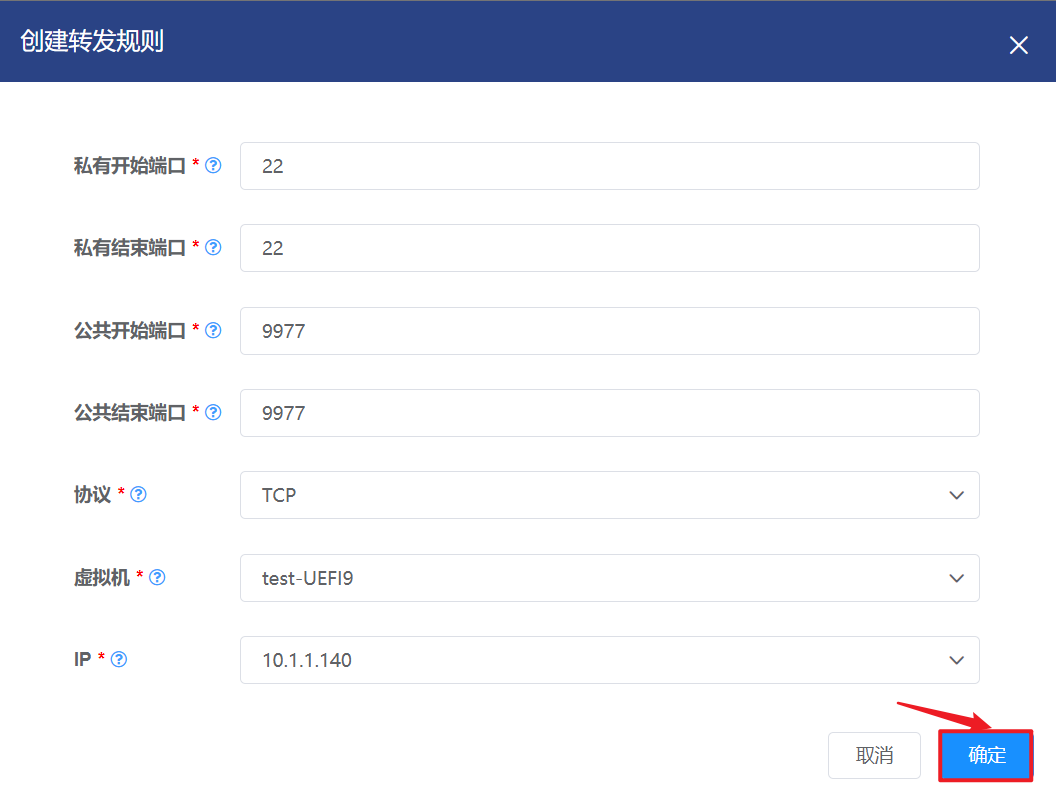 创建转发规则
私有开始端口 * 22
私有结束端口 * 22
公共开始端口 * 9977
公共结束端口 * 9977
协议 * TCP
虚拟机 * test-UEFI9
IP * 10.1.1.140
取消 确定